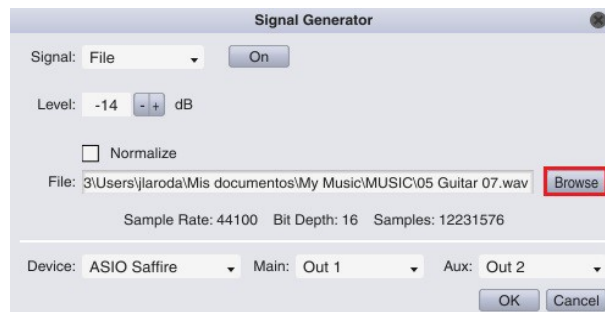 Signal Generator
Signal: File On
Level: -14 - + dB
Normalize
File: 3\Users\jlaroda\Mis documentos\My Music\MUSIC\05 Guitar 07.wav Browse
Sample Rate: 44100 Bit Depth: 16 Samples: 12231576
Device: ASIO Saffire Main: Out 1 Aux: Out 2
OK Cancel